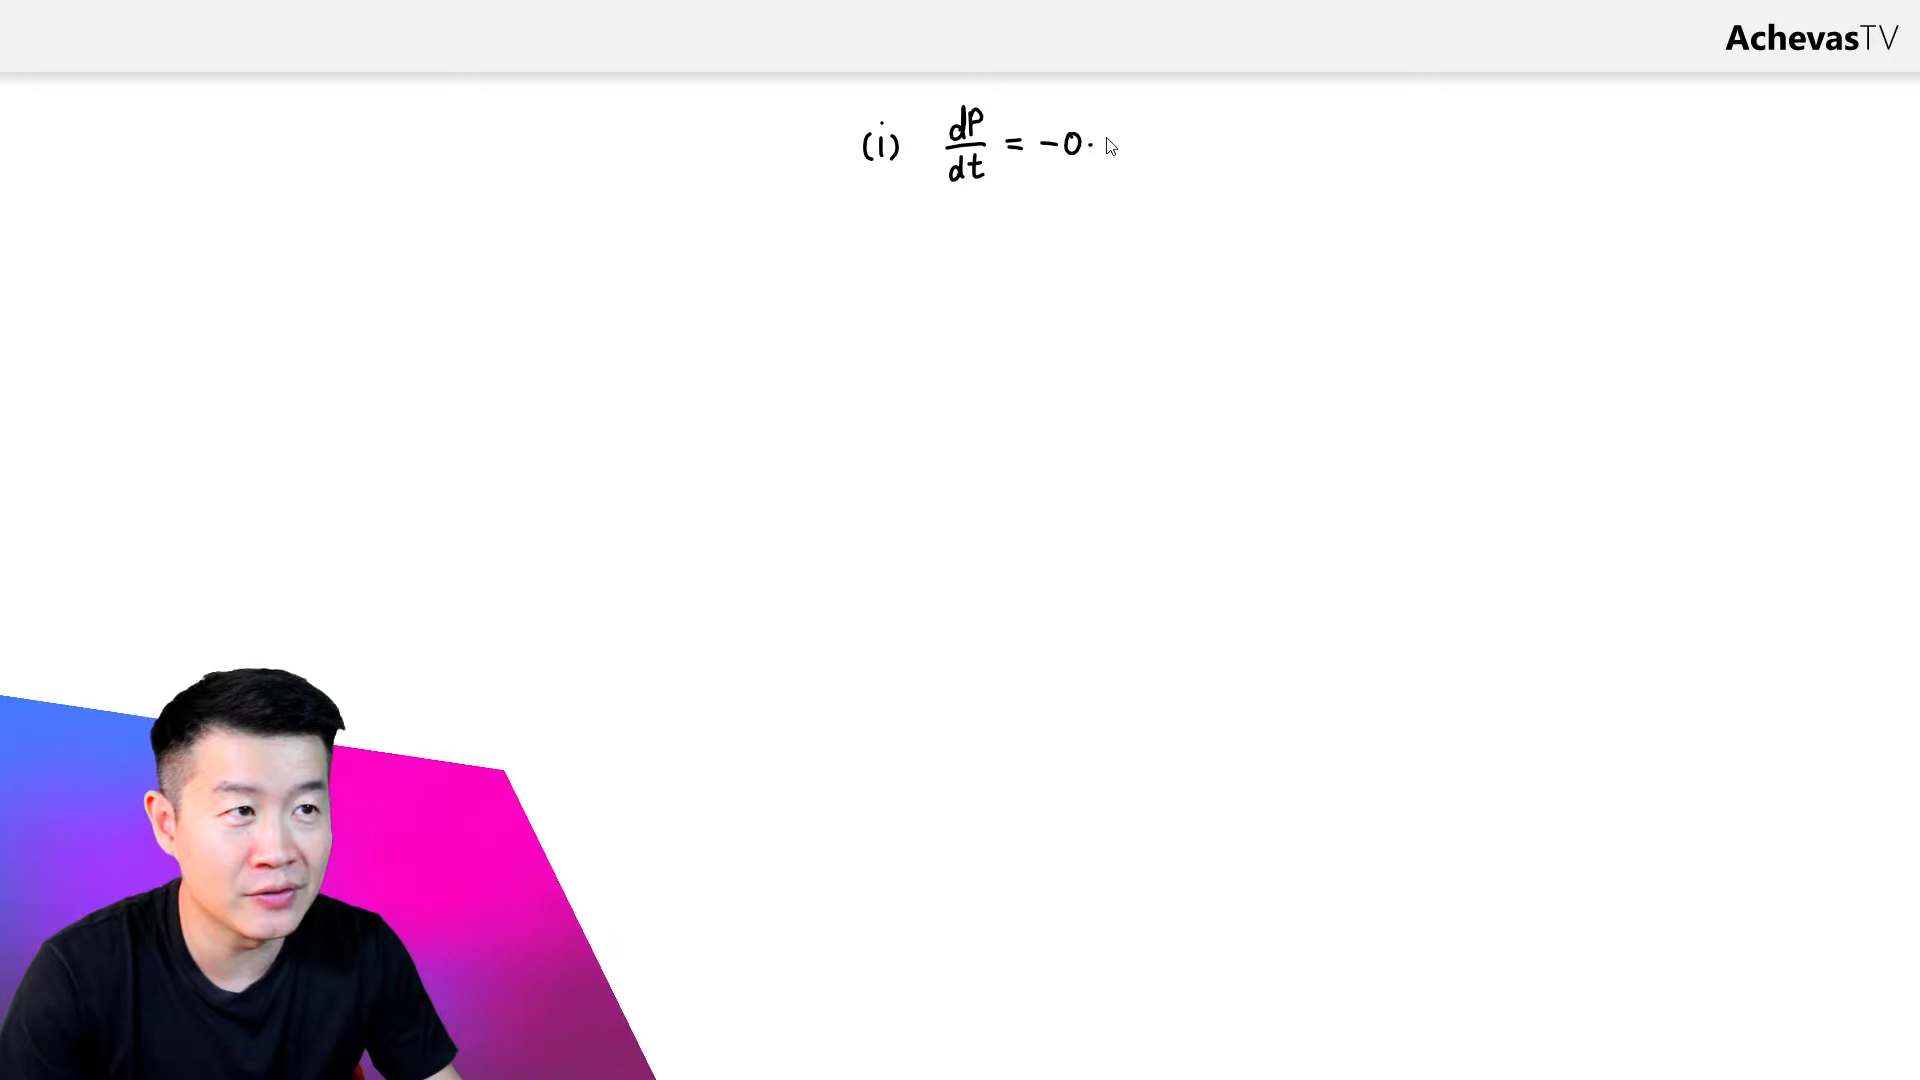 AchevasTV
(i) dP/dt = -0.